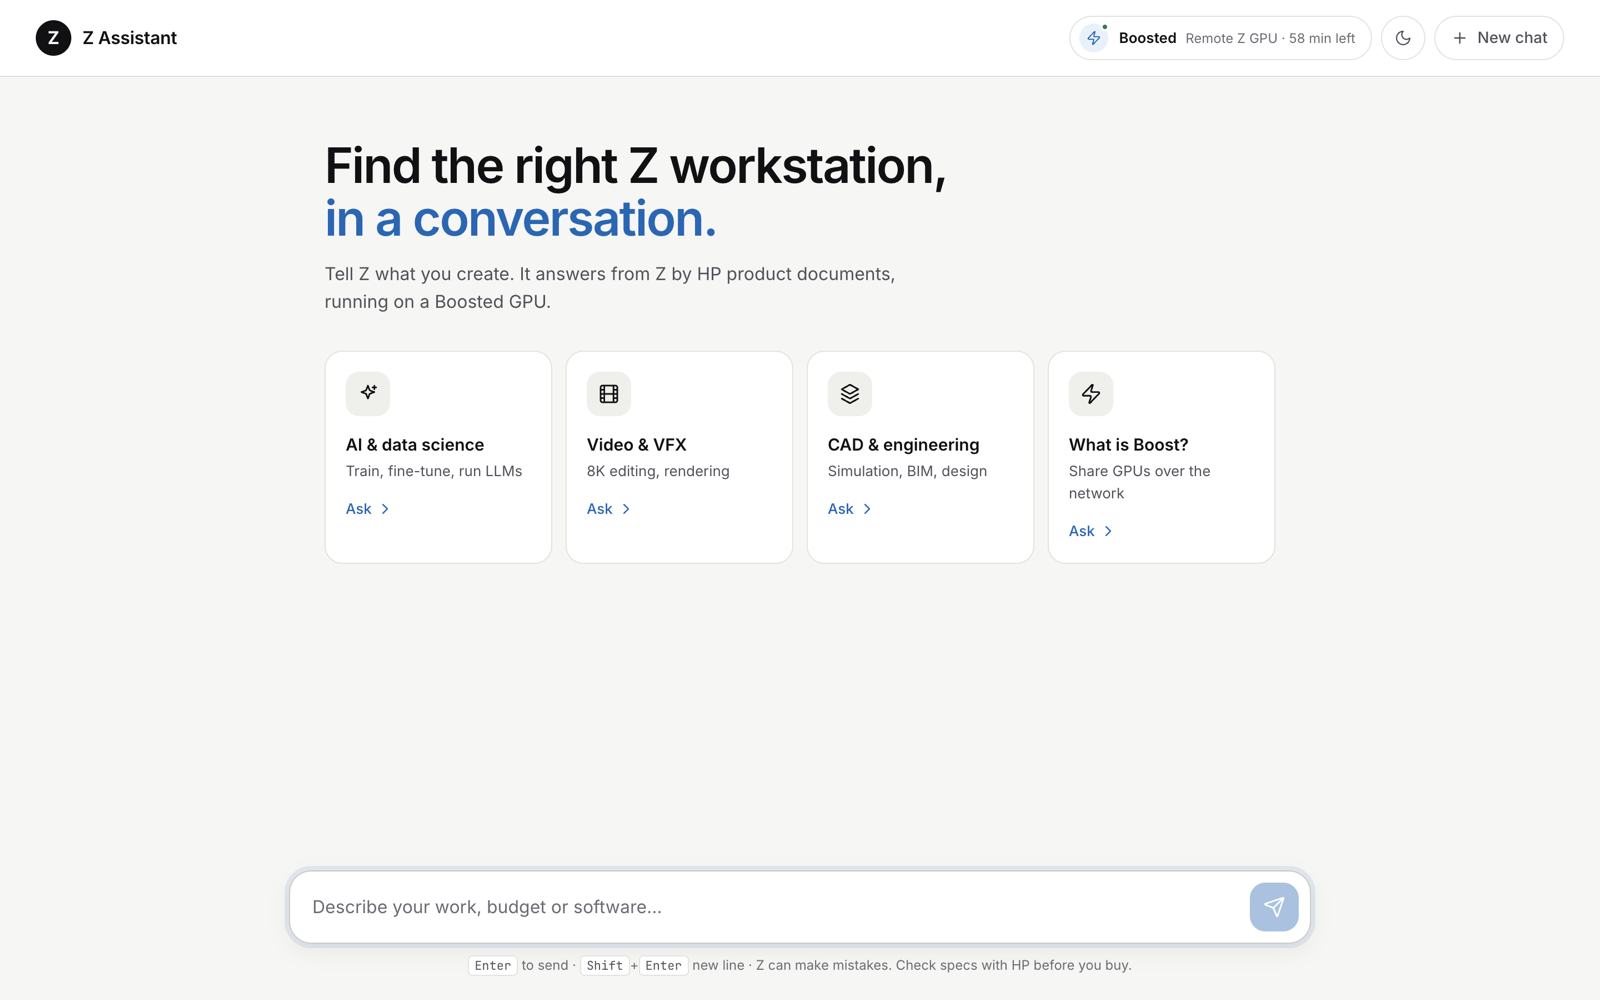 Z
Z Assistant
Boosted Remote Z GPU · 58 min left
New chat
Find the right Z workstation,
in a conversation.
Tell Z what you create. It answers from Z by HP product documents,
running on a Boosted GPU.
AI & data science
Train, fine-tune, run LLMs
Ask
Video & VFX
8K editing, rendering
Ask
CAD & engineering
Simulation, BIM, design
Ask
What is Boost?
Share GPUs over the
network
Ask
Describe your work, budget or software...
Enter to send · Shift+Enter new line · Z can make mistakes. Check specs with HP before you buy.